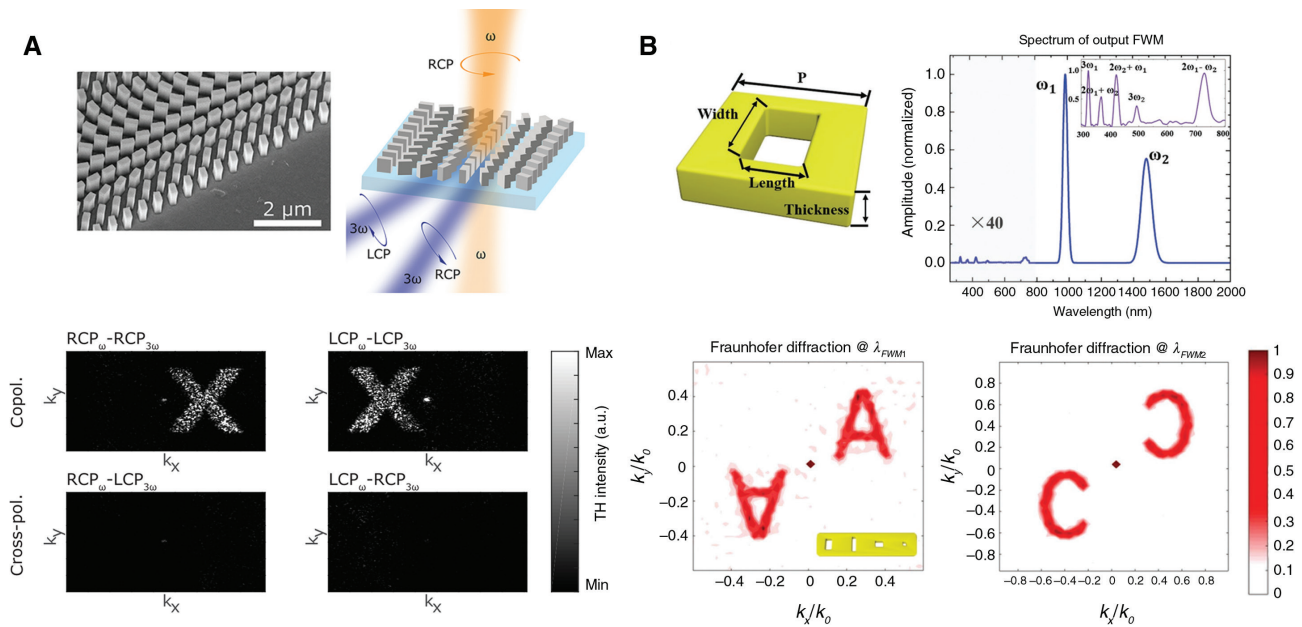 A
2 µm
ω
RCP
3ω
LCP
3ω
RCP
ω
RCPω-RCP3ω
LCPω-LCP3ω
Copol.
ky
kx
ky
kx
RCPω-LCP3ω
LCPω-RCP3ω
Cross-pol.
ky
kx
ky
kx
Max
TH intensity (a.u.)
Min
B
P
Width
Length
Thickness
Spectrum of output FWM
Amplitude (normalized)
1.0
0.8
0.6
0.4
0.2
0.0
400 600 800 1000 1200 1400 1600 1800 2000
Wavelength (nm)
ω1
ω2
× 40
1.0
0.5
3ω1
2ω1 + ω2
2ω2 + ω1
3ω2
2ω1 - ω2
300 400 500 600 700 800
Fraunhofer diffraction @ λFWM1
ky/k0
0.4
0.2
0
−0.2
−0.4
−0.4 −0.2 0 0.2 0.4
kx/k0
A
A
Fraunhofer diffraction @ λFWM2
ky/k0
0.8
0.6
0.4
0.2
0
−0.2
−0.4
−0.6
−0.8
−0.8 −0.6 −0.4 −0.2 0 0.2 0.4 0.6 0.8
kx/k0
C
C
1
0.9
0.8
0.7
0.6
0.5
0.4
0.3
0.2
0.1
0